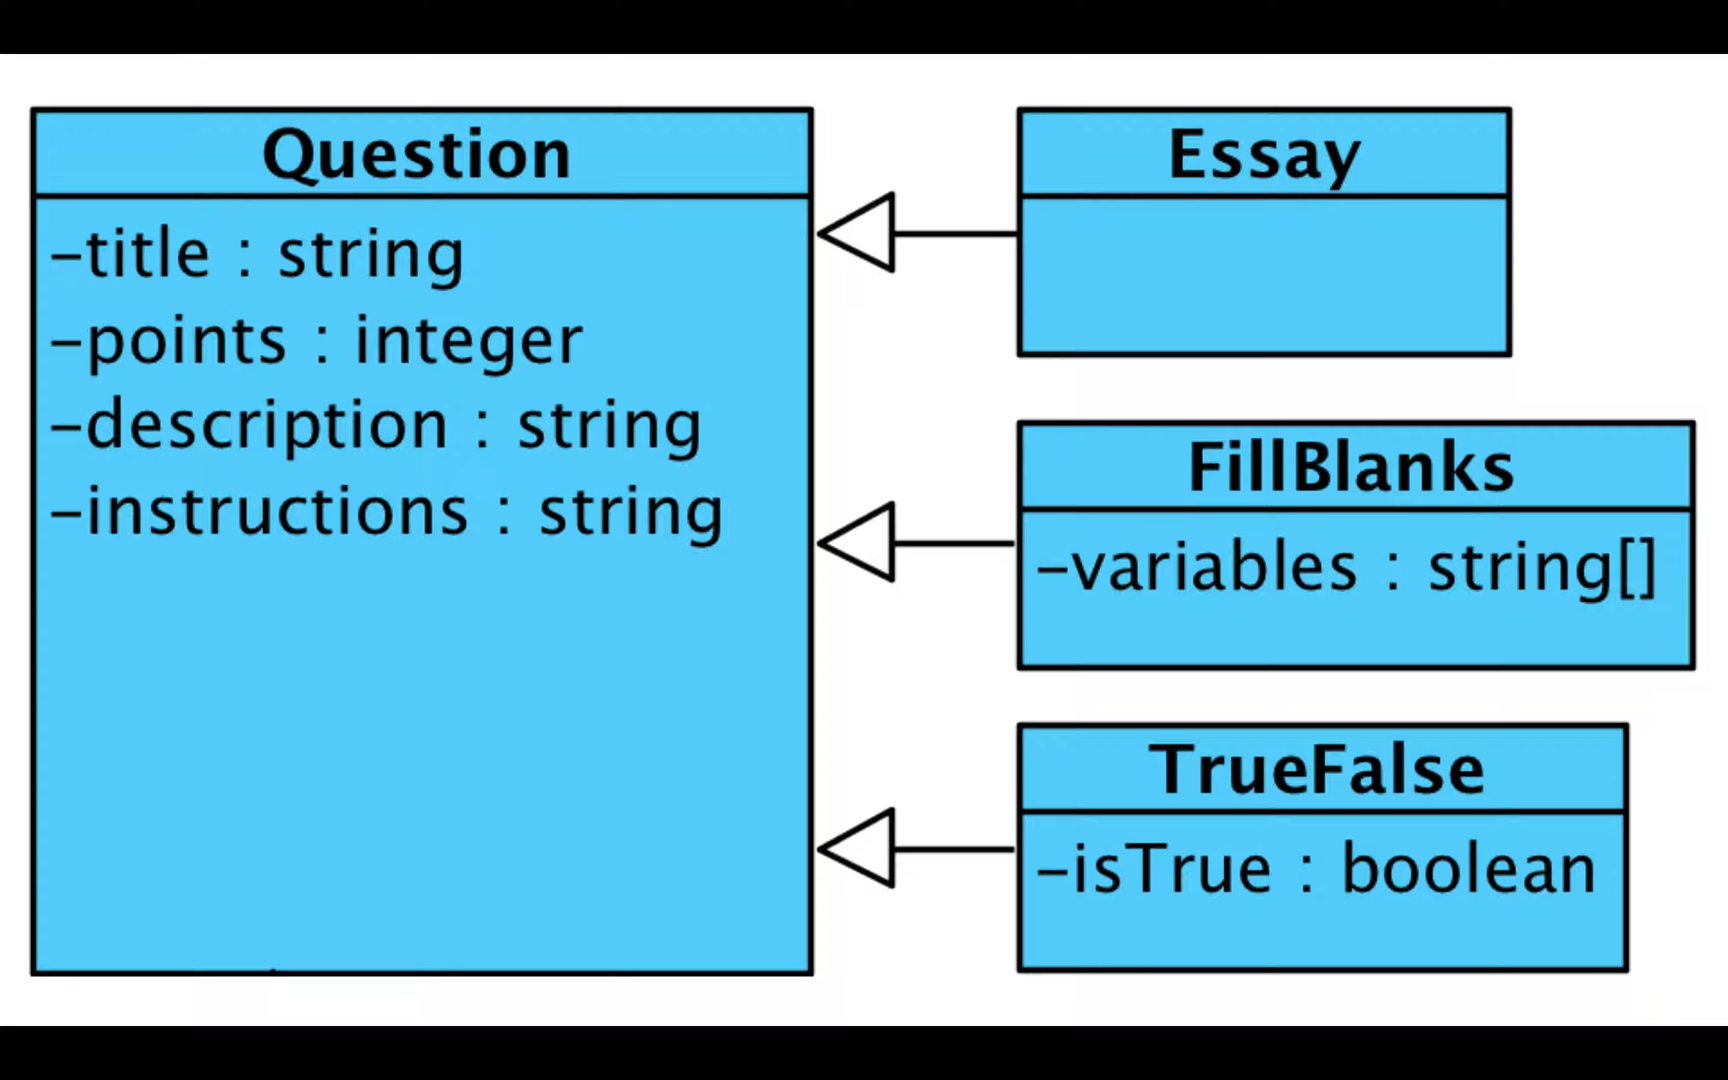 Question
-title : string
-points : integer
-description : string
-instructions : string
Essay
FillBlanks
-variables : string[]
TrueFalse
-isTrue : boolean